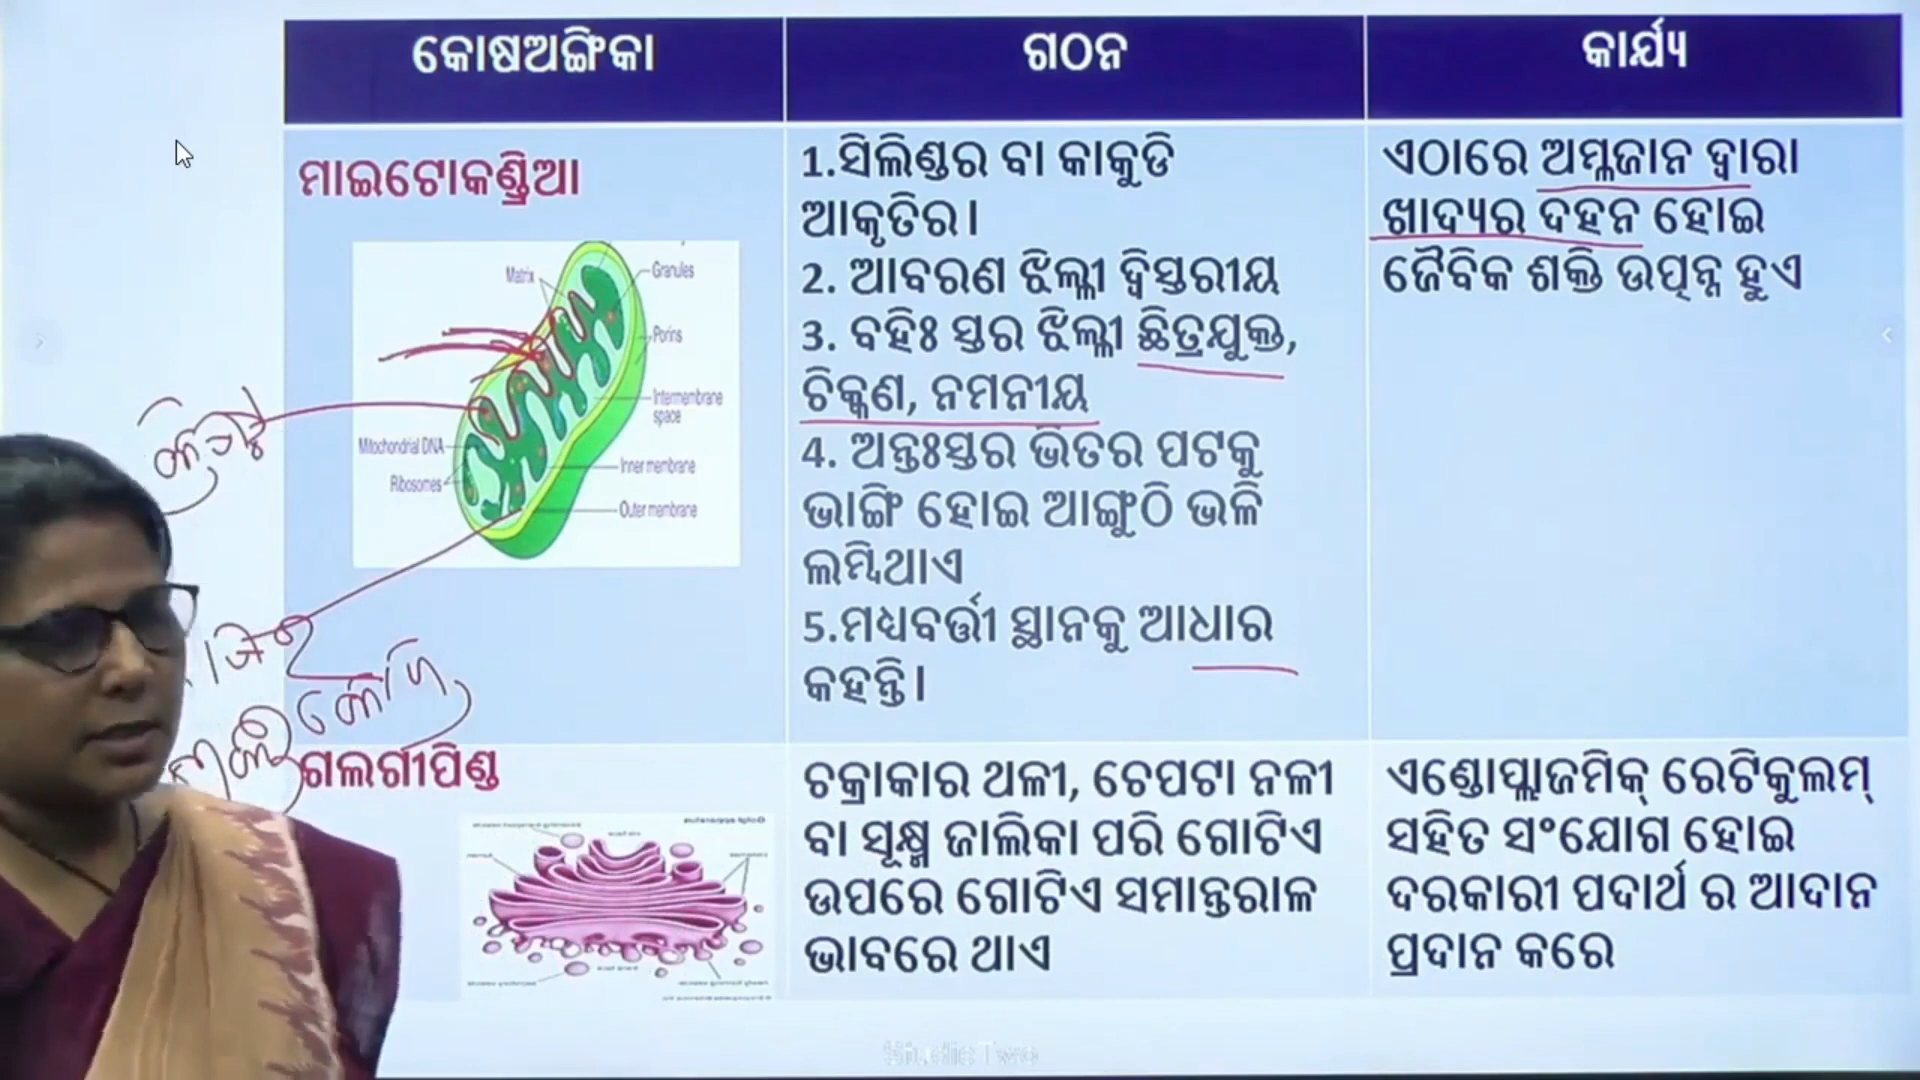 କୋଷଅଙ୍ଗିକା
ଗଠନ
କାର୍ଯ୍ୟ
ମାଇଟୋକଣ୍ଡ୍ରିଆ
Matrix
Granules
Porins
Intermembrane
space
Mitochondrial DNA
Ribosomes
Inner membrane
Outer membrane
1.ସିଲିଣ୍ଡର ବା କାକୁଡି
ଆକୃତିର।
2. ଆବରଣ ଝିଲ୍ଲୀ ଦ୍ୱିସ୍ତରୀୟ
3. ବହିଃ ସ୍ତର ଝିଲ୍ଲୀ ଛିତ୍ରଯୁକ୍ତ,
ଚିକ୍କଣ, ନମନୀୟ
4. ଅନ୍ତଃସ୍ତର ଭିତର ପଟକୁ
ଭାଙ୍ଗି ହୋଇ ଆଙ୍ଗୁଠି ଭଳି
ଲମ୍ବିଥାଏ
5.ମଧ୍ୟବର୍ତ୍ତୀ ସ୍ଥାନକୁ ଆଧାର
କହନ୍ତି।
ଏଠାରେ ଅମ୍ଳଜାନ ଦ୍ୱାରା
ଖାଦ୍ୟର ଦହନ ହୋଇ
ଜୈବିକ ଶକ୍ତି ଉତ୍ପନ୍ନ ହୁଏ
ଗଲଗୀପିଣ୍ଡ
ଚକ୍ରାକାର ଥଳୀ, ଚେପଟା ନଳୀ
ବା ସୂକ୍ଷ୍ମ ଜାଲିକା ପରି ଗୋଟିଏ
ଉପରେ ଗୋଟିଏ ସମାନ୍ତରାଳ
ଭାବରେ ଥାଏ
ଏଣ୍ଡୋପ୍ଲାଜମିକ୍ ରେଟିକୁଲମ୍
ସହିତ ସଂଯୋଗ ହୋଇ
ଦରକାରୀ ପଦାର୍ଥ ର ଆଦାନ
ପ୍ରଦାନ କରେ